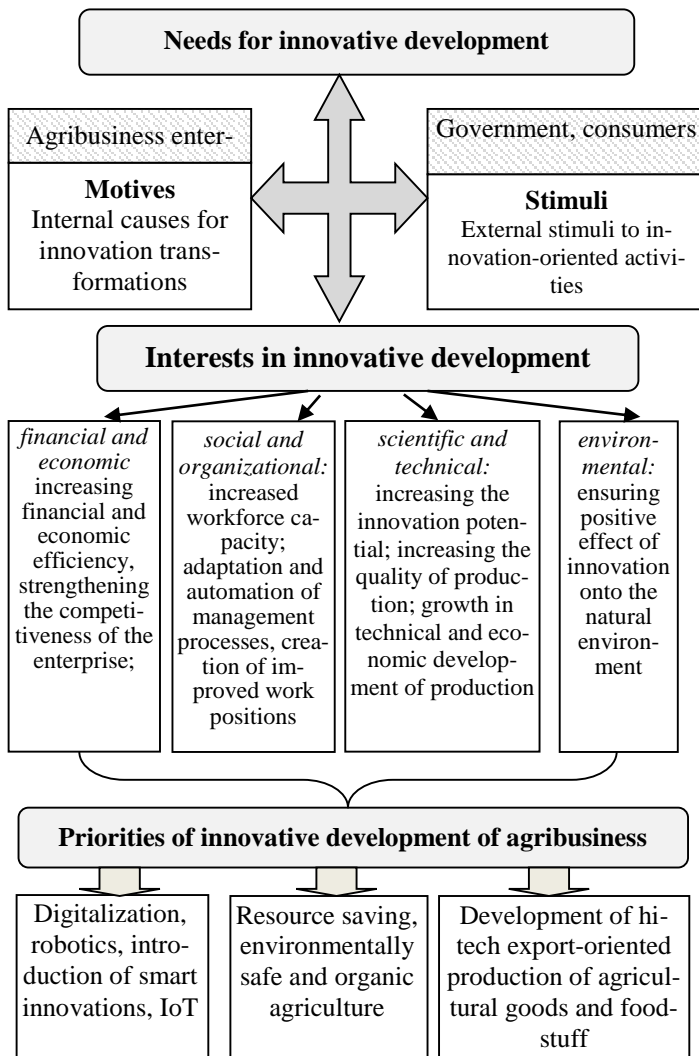 Needs for innovative development
Agribusiness enter-
Motives
Internal causes for
innovation trans-
formations
Government, consumers
Stimuli
External stimuli to in-
novation-oriented activi-
ties
Interests in innovative development
financial and
economic
increasing
financial and
economic
efficiency,
strengthening
the competi-
tiveness of the
enterprise;
social and
organizational:
increased
workforce ca-
pacity;
adaptation and
automation of
management
processes, crea-
tion of im-
proved work
positions
scientific and
technical:
increasing the
innovation poten-
tial; increasing the
quality of produc-
tion; growth in
technical and eco-
nomic develop-
ment of production
environ-
mental:
ensuring
positive
effect of
innovation
onto the
natural
environ-
ment
Priorities of innovative development of agribusiness
Digitalization,
robotics, intro-
duction of smart
innovations, IoT
Resource saving,
environmentally
safe and organic
agriculture
Development of hi-
tech export-oriented
production of agricul-
tural goods and food-
stuff